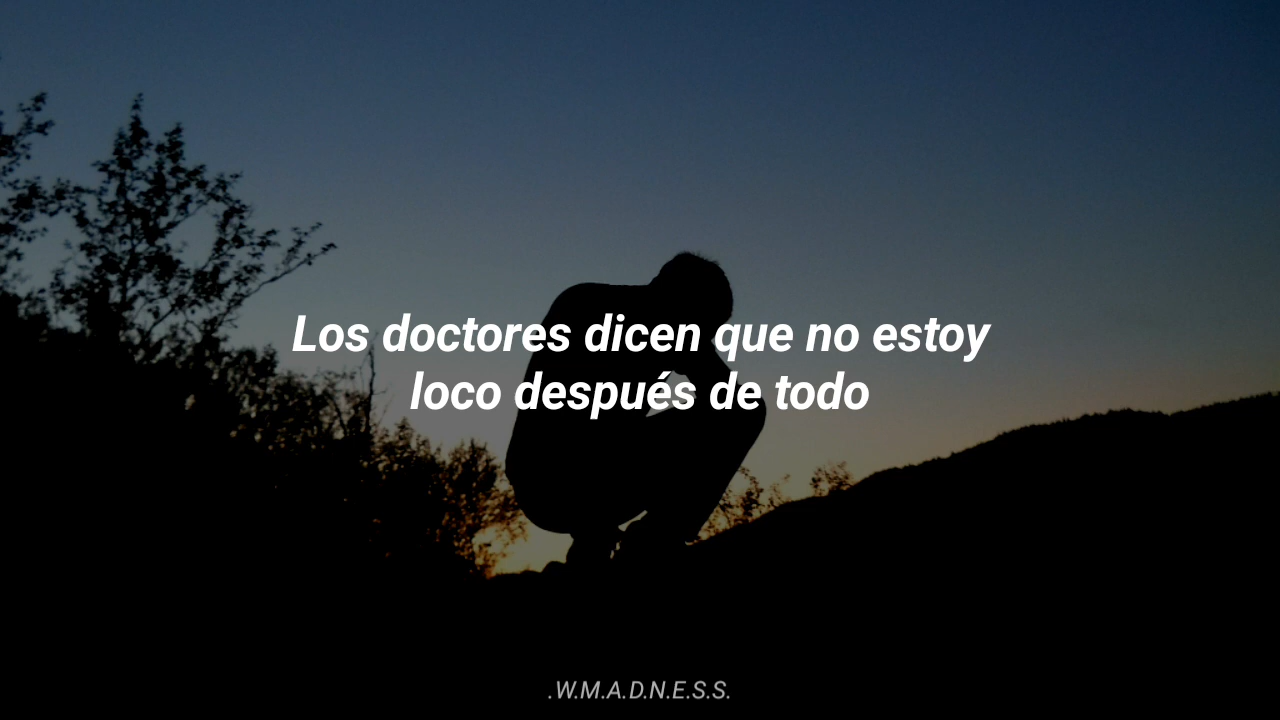 Los doctores dicen que no estoy
loco después de todo
.W.M.A.D.N.E.S.S.